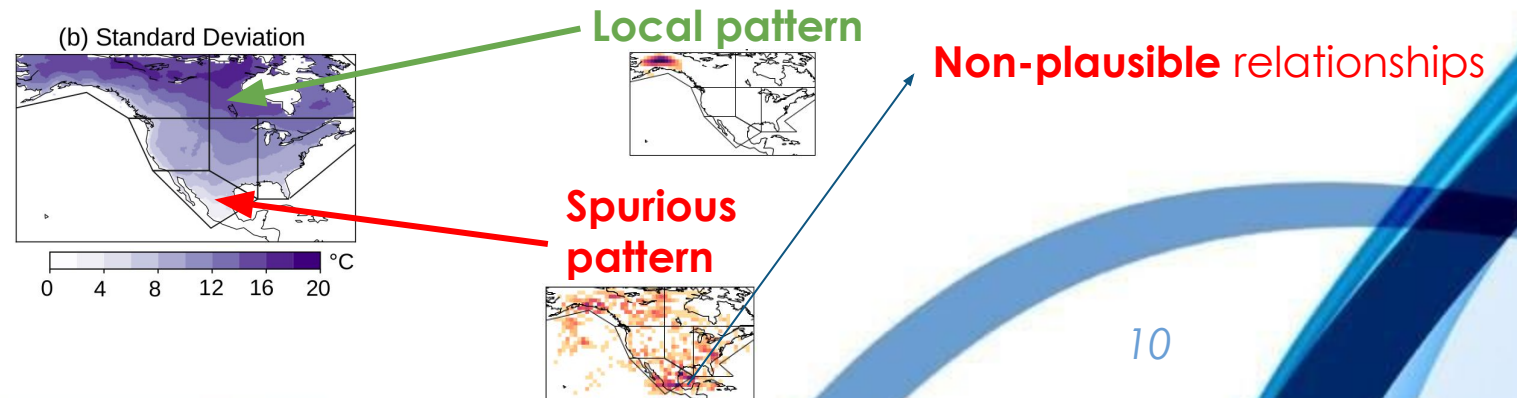 Local pattern
(b) Standard Deviation
Non-plausible relationships
Spurious
pattern
°C
0 4 8 12 16 20
10